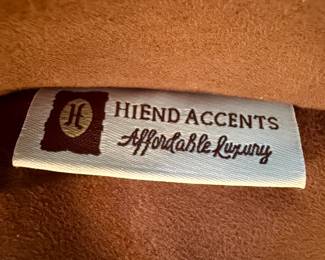 H
HIEND ACCENTS
Affordable Luxury